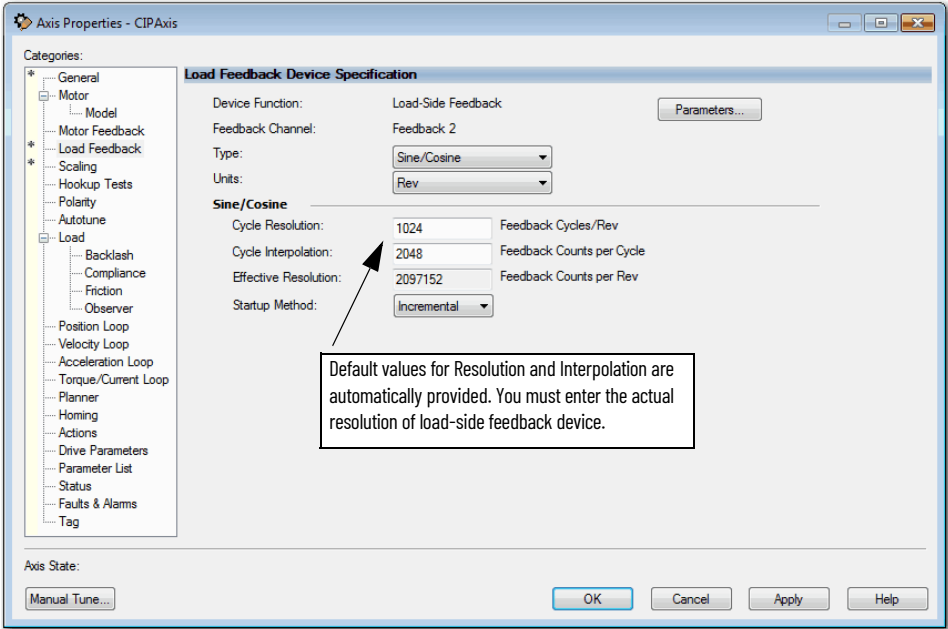 Axis Properties - CIPAxis
Categories:
* General
Motor
Model
Motor Feedback
* Load Feedback
* Scaling
Hookup Tests
Polarity
Autotune
Load
Backlash
Compliance
Friction
Observer
Position Loop
Velocity Loop
Acceleration Loop
Torque/Current Loop
Planner
Homing
Actions
Drive Parameters
Parameter List
Status
Faults & Alarms
Tag
Load Feedback Device Specification
Device Function: Load-Side Feedback Parameters...
Feedback Channel: Feedback 2
Type: Sine/Cosine
Units: Rev
Sine/Cosine
Cycle Resolution: 1024 Feedback Cycles/Rev
Cycle Interpolation: 2048 Feedback Counts per Cycle
Effective Resolution: 2097152 Feedback Counts per Rev
Startup Method: Incremental
Default values for Resolution and Interpolation are
automatically provided. You must enter the actual
resolution of load-side feedback device.
Axis State:
Manual Tune... OK Cancel Apply Help